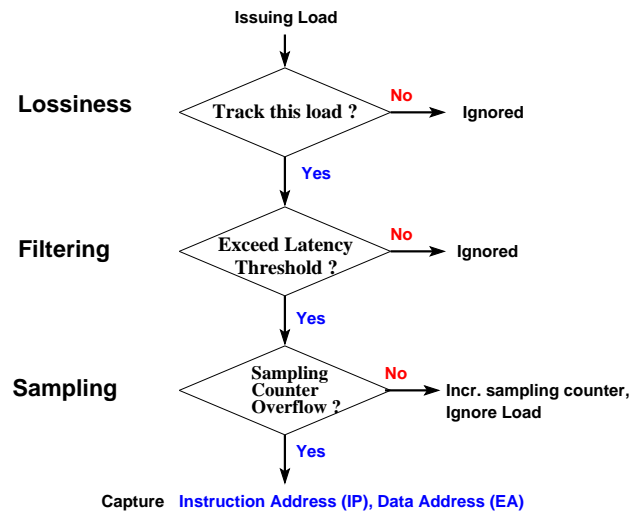 Issuing Load
Lossiness
Track this load ?
No
Ignored
Yes
Filtering
Exceed Latency
Threshold ?
No
Ignored
Yes
Sampling
Sampling
Counter
Overflow ?
No
Incr. sampling counter,
Ignore Load
Yes
Capture Instruction Address (IP), Data Address (EA)